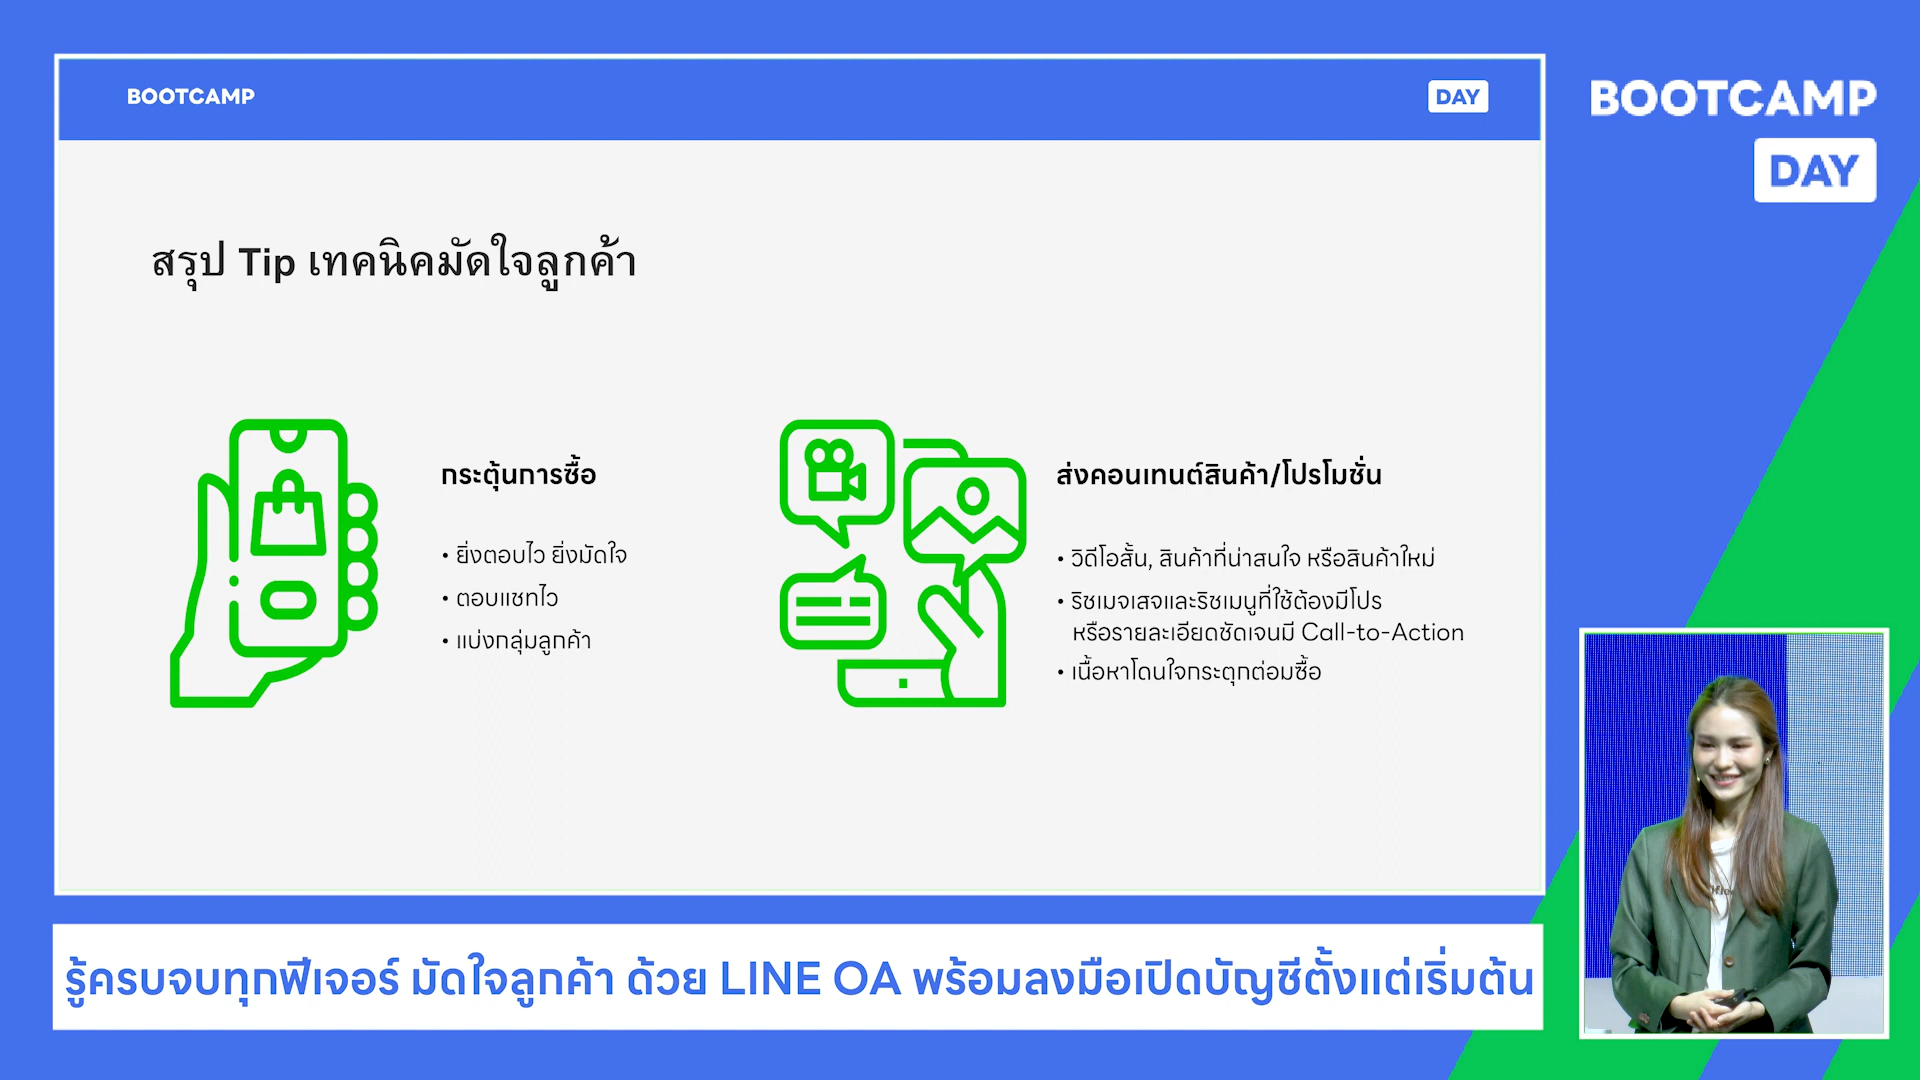 BOOTCAMP
DAY
BOOTCAMP
DAY
สรุป Tip เทคนิคมัดใจลูกค้า
กระตุ้นการซื้อ
• ยิ่งตอบไว ยิ่งมัดใจ
• ตอบแชทไว
• แบ่งกลุ่มลูกค้า
ส่งคอนเทนต์สินค้า/โปรโมชั่น
• วิดีโอสั้น, สินค้าที่น่าสนใจ หรือสินค้าใหม่
• ริชเมจเสจและริชเมนูที่ใช้ต้องมีโปร
หรือรายละเอียดชัดเจนมี Call-to-Action
• เนื้อหาโดนใจกระตุกต่อมซื้อ
รู้ครบจบทุกฟีเจอร์ มัดใจลูกค้า ด้วย LINE OA พร้อมลงมือเปิดบัญชีตั้งแต่เริ่มต้น